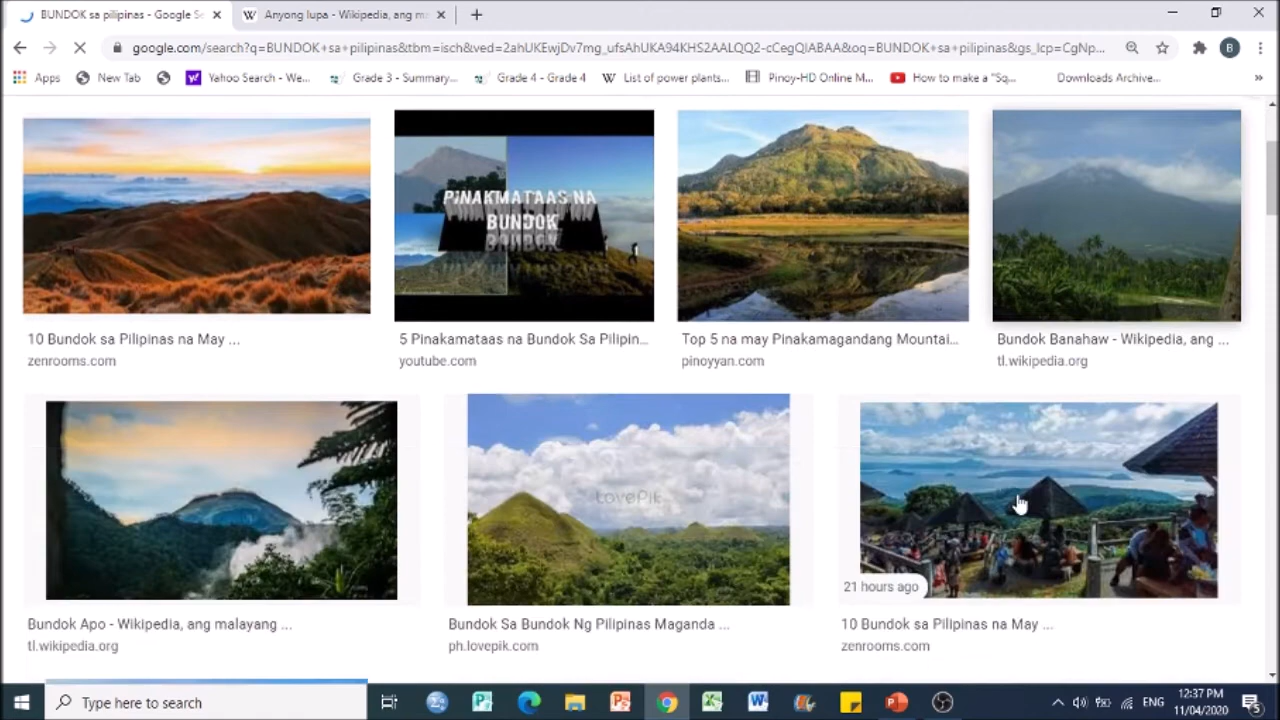 BUNDOK sa pilipinas - Google Se
Anyong lupa - Wikipedia, ang ma
google.com/search?q=BUNDOK+sa+pilipinas&tbm=isch&ved=2ahUKEwjDv7mg_ufsAhUKA94KHS2AALQQ2-cCegQIABAA&oq=BUNDOK+sa+pilipinas&gs_lcp=CgNp...
B
Apps
New Tab
Yahoo Search - We...
Grade 3 - Summary...
Grade 4 - Grade 4
List of power plants...
Pinoy-HD Online M...
How to make a "Sq...
Downloads Archive...
PINAKMATAAS NA
BUNDOK
10 Bundok sa Pilipinas na May ...
zenrooms.com
5 Pinakamataas na Bundok Sa Pilipin...
youtube.com
Top 5 na may Pinakamagandang Mountai...
pinoyyan.com
Bundok Banahaw - Wikipedia, ang ...
tl.wikipedia.org
LovePik
21 hours ago
Bundok Apo - Wikipedia, ang malayang ...
tl.wikipedia.org
Bundok Sa Bundok Ng Pilipinas Maganda ...
ph.lovepik.com
10 Bundok sa Pilipinas na May ...
zenrooms.com
Type here to search
ENG
12:37 PM
11/04/2020
5